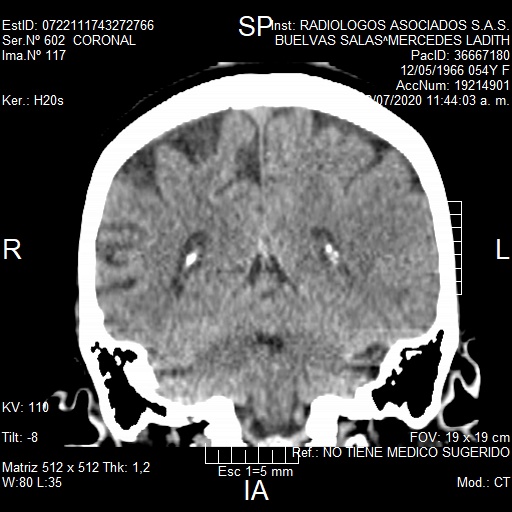 EstID: 0722111743272766
Ser.Nº 602 CORONAL
Ima.Nº 117
Ker.: H20s
SP
Inst: RADIOLOGOS ASOCIADOS S.A.S.
BUELVAS SALAS^MERCEDES LADITH
PacID: 36667180
12/05/1966 054Y F
AccNum: 19214901
/07/2020 11:44:03 a. m.
R
L
KV: 110
Tilt: -8
Matriz 512 x 512 Thk: 1,2
W:80 L:35
Esc 1=5 mm
IA
FOV: 19 x 19 cm
Ref.: NO TIENE MEDICO SUGERIDO
Mod.: CT